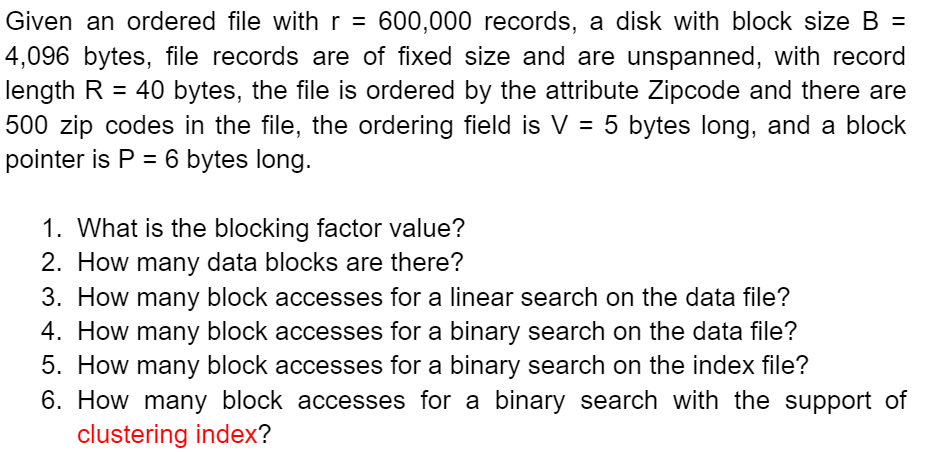 Given an ordered file with r = 600,000 records, a disk with block size B =
4,096 bytes, file records are of fixed size and are unspanned, with record
length R = 40 bytes, the file is ordered by the attribute Zipcode and there are
500 zip codes in the file, the ordering field is V = 5 bytes long, and a block
pointer is P = 6 bytes long.
1. What is the blocking factor value?
2. How many data blocks are there?
3. How many block accesses for a linear search on the data file?
4. How many block accesses for a binary search on the data file?
5. How many block accesses for a binary search on the index file?
6. How many block accesses for a binary search with the support of
clustering index?